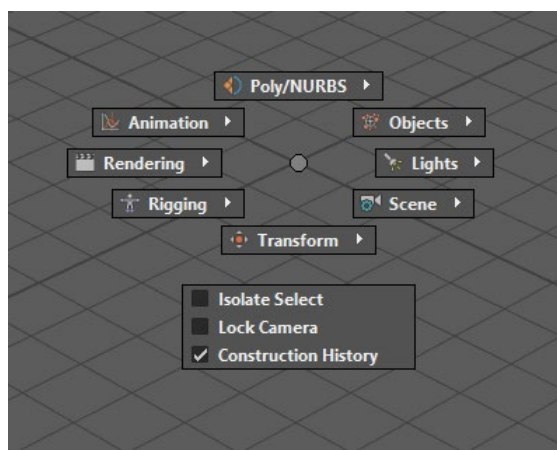 Poly/NURBS
Animation
Objects
Rendering
Lights
Rigging
Scene
Transform
Isolate Select
Lock Camera
Construction History